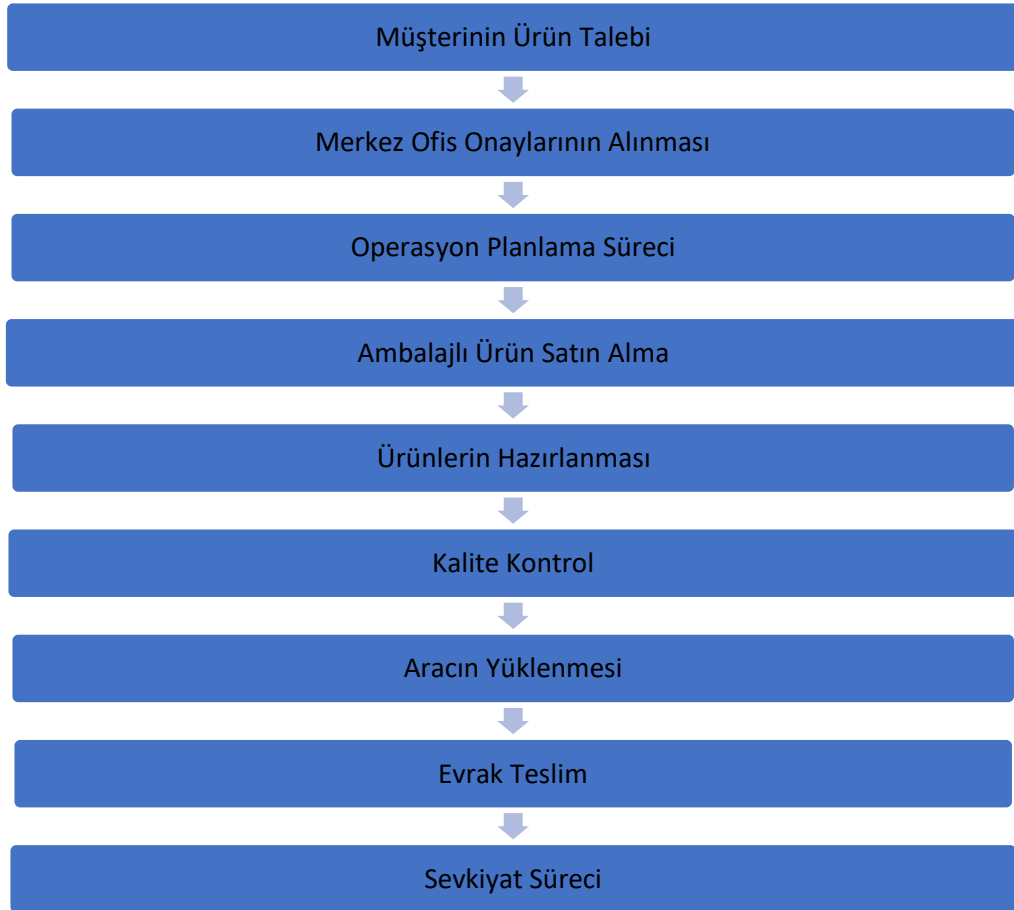 Müşterinin Ürün Talebi
Merkez Ofis Onaylarının Alınması
Operasyon Planlama Süreci
Ambalajlı Ürün Satın Alma
Ürünlerin Hazırlanması
Kalite Kontrol
Aracın Yüklenmesi
Evrak Teslim
Sevkiyat Süreci